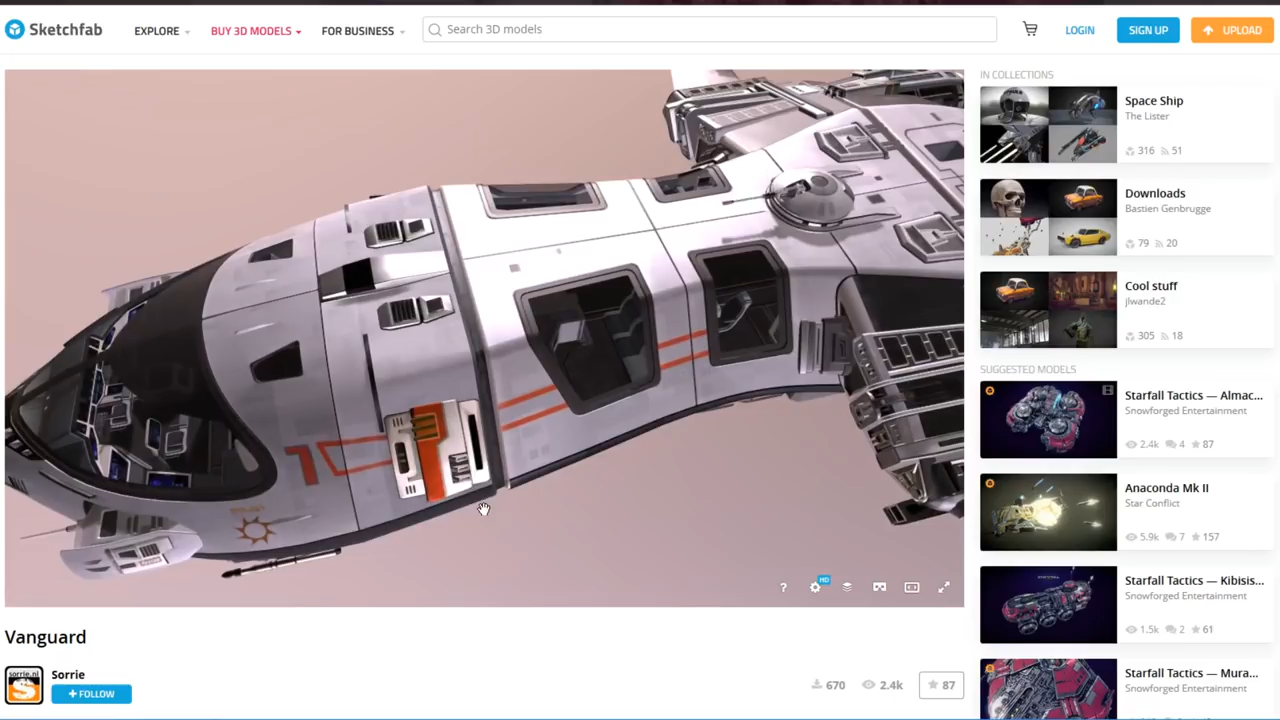 Sketchfab
EXPLORE
BUY 3D MODELS
FOR BUSINESS
Search 3D models
LOGIN
SIGN UP
UPLOAD
HD
Vanguard
sorrie.nl
S
Sorrie
+ FOLLOW
670
2.4k
87
IN COLLECTIONS
Space Ship
The Lister
316 51
Downloads
Bastien Genbrugge
79 20
Cool stuff
jlwande2
305 18
SUGGESTED MODELS
Starfall Tactics — Almac...
Snowforged Entertainment
2.4k 4 87
Anaconda Mk II
Star Conflict
5.9k 7 157
Starfall Tactics — Kibisis...
Snowforged Entertainment
1.5k 2 61
Starfall Tactics — Mura...
Snowforged Entertainment